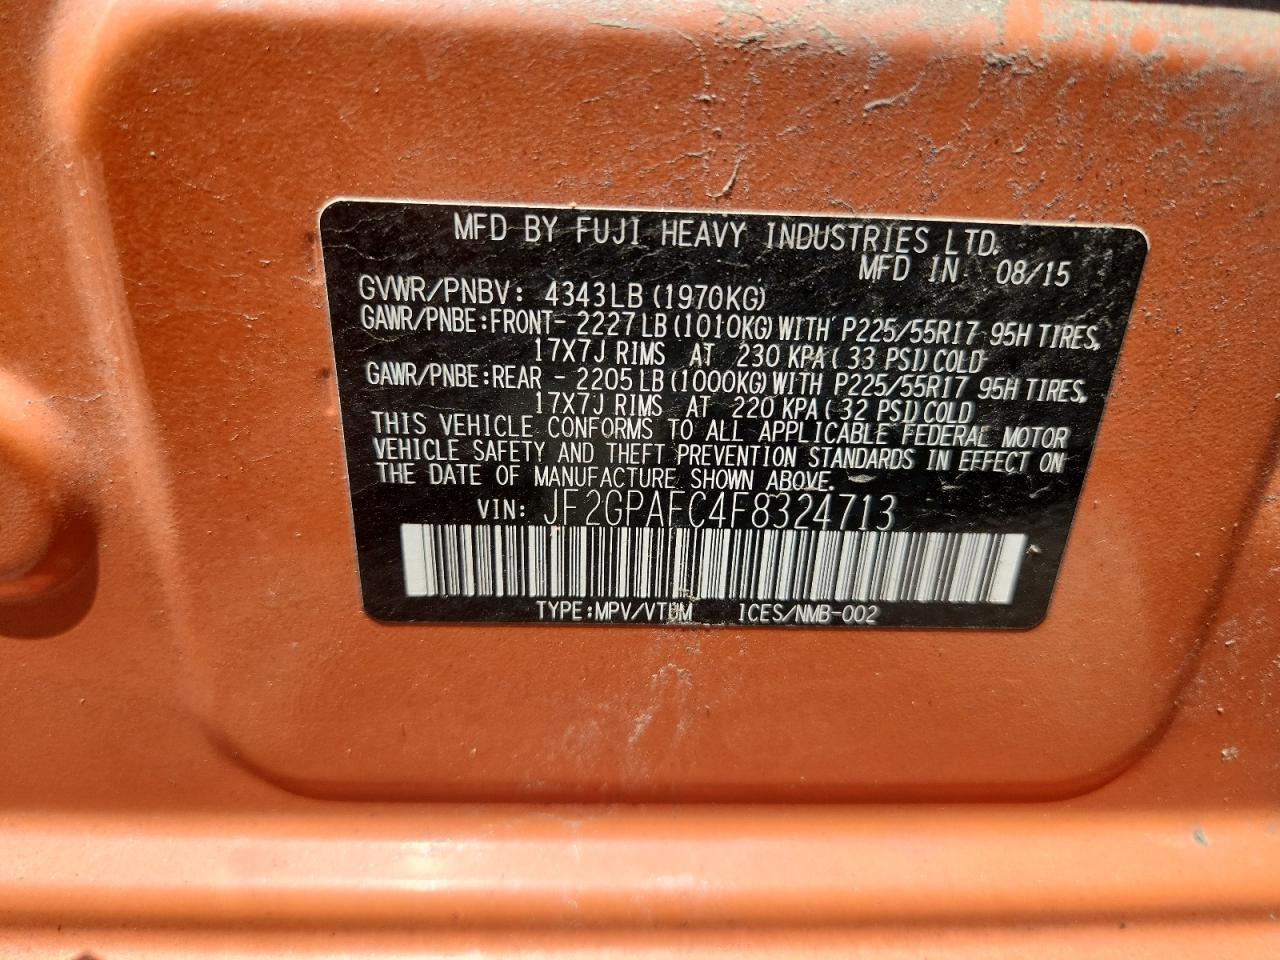 MFD BY FUJI HEAVY INDUSTRIES LTD.
MFD IN 08/15
GVWR/PNBV: 4343LB (1970KG)
GAWR/PNBE:FRONT- 2227LB (1010KG) WITH P225/55R17 95H TIRES,
17X7J RIMS AT 230 KPA ( 33 PSI) COLD
GAWR/PNBE:REAR - 2205LB (1000KG) WITH P225/55R17 95H TIRES,
17X7J RIMS AT 220 KPA ( 32 PSI) COLD
THIS VEHICLE CONFORMS TO ALL APPLICABLE FEDERAL MOTOR
VEHICLE SAFETY AND THEFT PREVENTION STANDARDS IN EFFECT ON
THE DATE OF MANUFACTURE SHOWN ABOVE.
VIN: JF2GPAFC4F8324713
TYPE:MPV/VTUM ICES/NMB-002